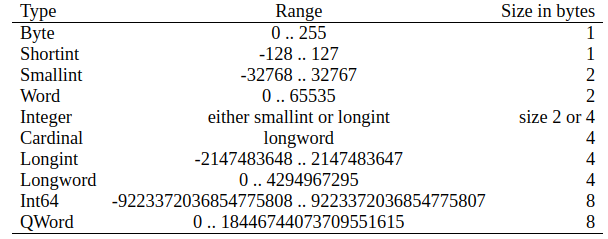 Type Range Size in bytes
Byte 0 .. 255 1
Shortint -128 .. 127 1
Smallint -32768 .. 32767 2
Word 0 .. 65535 2
Integer either smallint or longint size 2 or 4
Cardinal longword 4
Longint -2147483648 .. 2147483647 4
Longword 0 .. 4294967295 4
Int64 -9223372036854775808 .. 9223372036854775807 8
QWord 0 .. 18446744073709551615 8